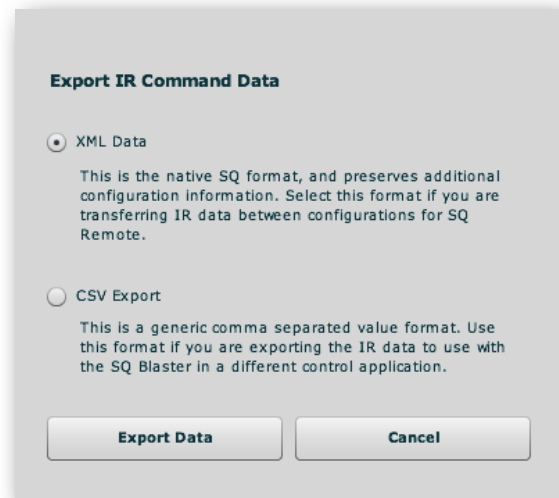 Export IR Command Data
XML Data
This is the native SQ format, and preserves additional
configuration information. Select this format if you are
transferring IR data between configurations for SQ
Remote.
CSV Export
This is a generic comma separated value format. Use
this format if you are exporting the IR data to use with
the SQ Blaster in a different control application.
Export Data
Cancel